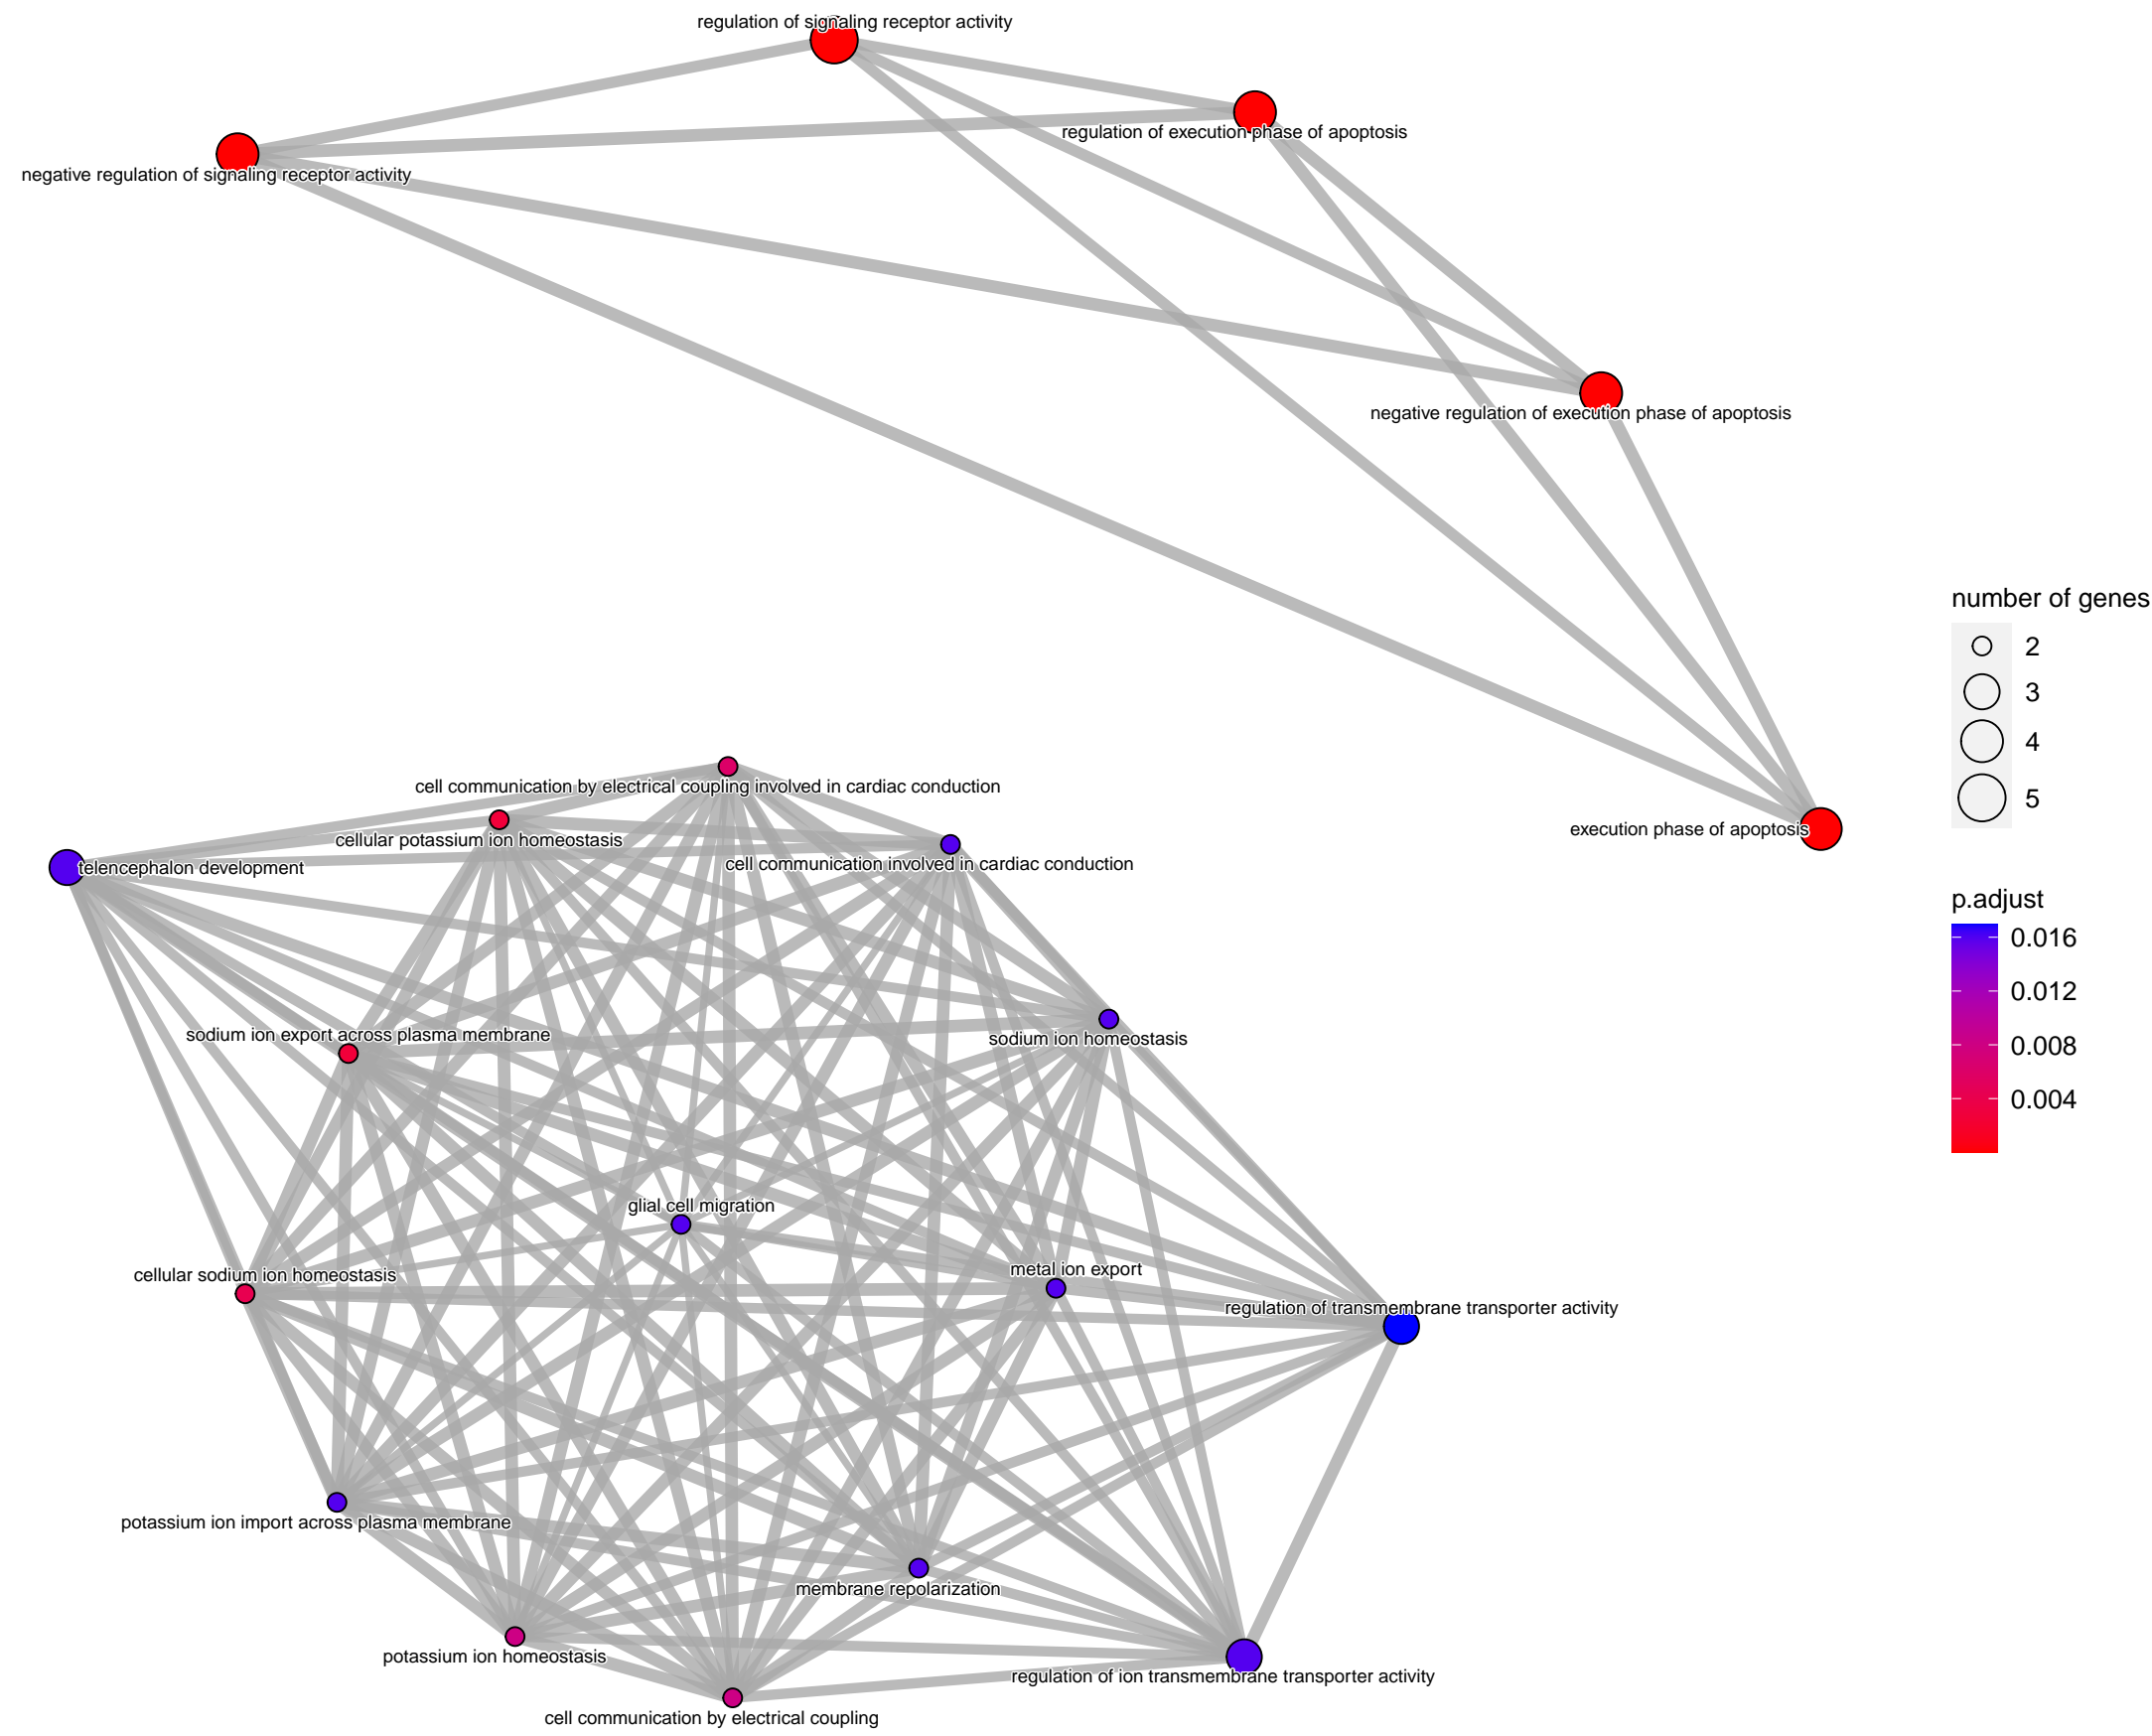 regulation of signaling receptor activity
regulation of execution phase of apoptosis
negative regulation of signaling receptor activity
negative regulation of execution phase of apoptosis
execution phase of apoptosis
cell communication by electrical coupling involved in cardiac conduction
cellular potassium ion homeostasis
cell communication involved in cardiac conduction
telencephalon development
sodium ion export across plasma membrane
sodium ion homeostasis
glial cell migration
cellular sodium ion homeostasis
metal ion export
regulation of transmembrane transporter activity
potassium ion import across plasma membrane
membrane repolarization
potassium ion homeostasis
regulation of ion transmembrane transporter activity
cell communication by electrical coupling
number of genes
2
3
4
5
p.adjust
0.016
0.012
0.008
0.004